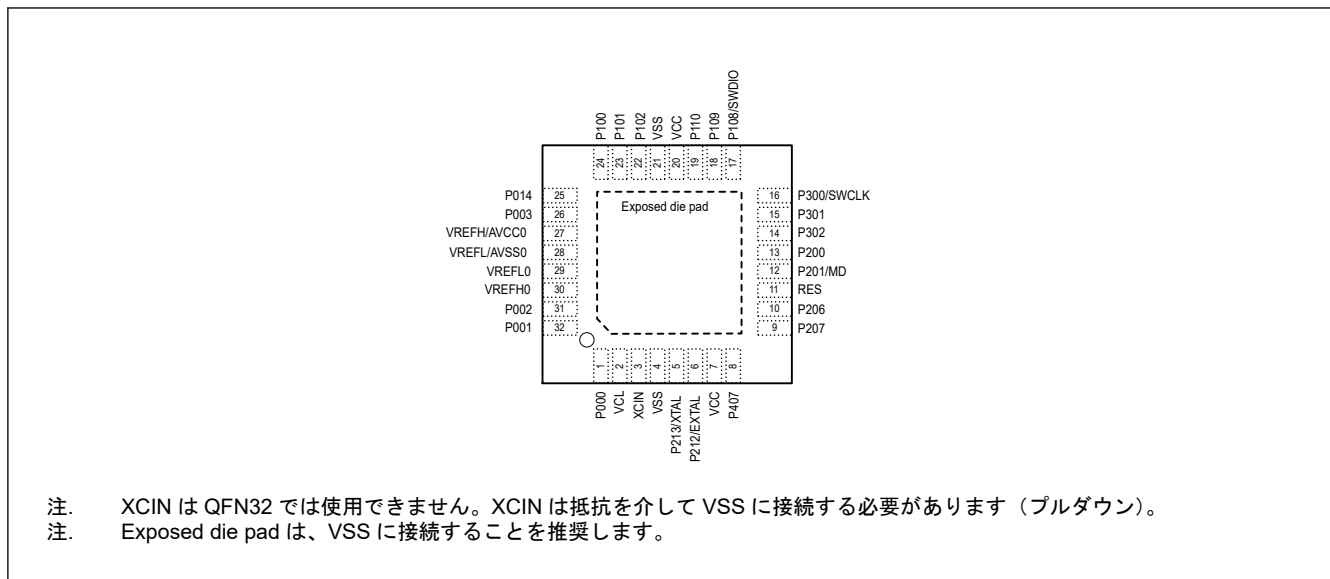 P100
P101
P102
VSS
VCC
P110
P109
P108/SWDIO
24
23
22
21
20
19
18
17
P014 25
P003 26
VREFH/AVCC0 27
VREFL/AVSS0 28
VREFL0 29
VREFH0 30
P002 31
P001 32
Exposed die pad
16 P300/SWCLK
15 P301
14 P302
13 P200
12 P201/MD
11 RES
10 P206
9 P207
1
2
3
4
5
6
7
8
P000
VCL
XCIN
VSS
P213/XTAL
P212/EXTAL
VCC
P407
注. XCIN は QFN32 では使用できません。XCIN は抵抗を介して VSS に接続する必要があります（プルダウン）。
注. Exposed die pad は、VSS に接続することを推奨します。